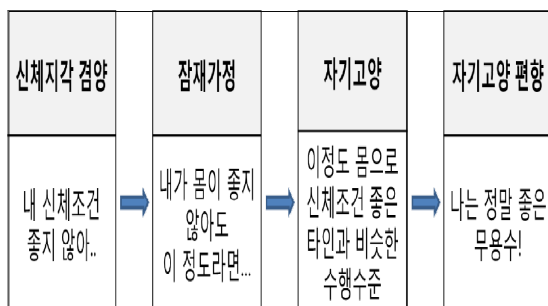 신체지각 겸양
잠재가정
자기고양
자기고양 편향
내 신체조건
좋지 않아..
내가 몸이 좋지
않아도
이 정도라면...
이정도 몸으로
신체조건 좋은
타인과 비슷한
수행수준
나는 정말 좋은
무용수!